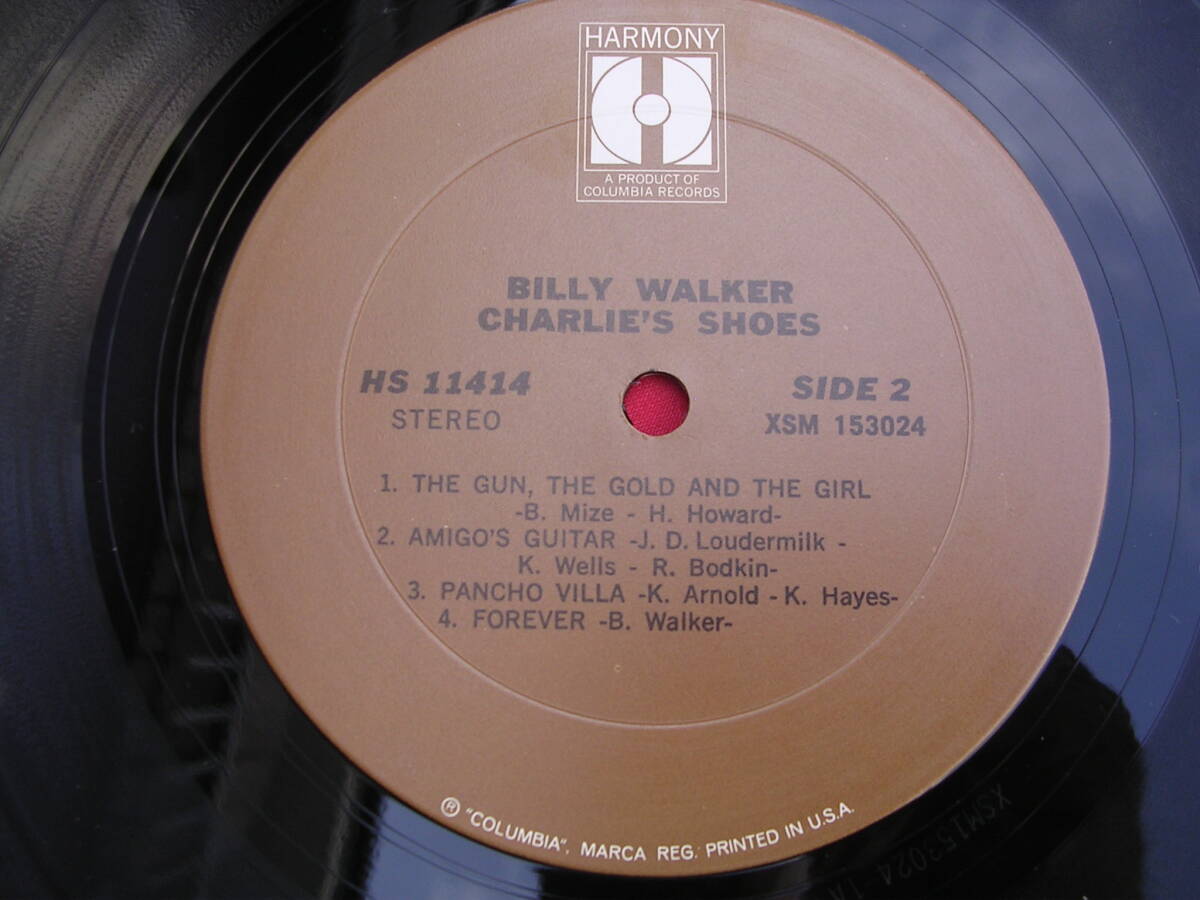 HARMONY
A PRODUCT OF
COLUMBIA RECORDS
BILLY WALKER
CHARLIE'S SHOES
HS 11414
STEREO
SIDE 2
XSM 153024
1. THE GUN, THE GOLD AND THE GIRL
-B. Mize - H. Howard-
2. AMIGO'S GUITAR -J. D. Loudermilk -
K. Wells - R. Bodkin-
3. PANCHO VILLA -K. Arnold - K. Hayes-
4. FOREVER -B. Walker-
® "COLUMBIA", MARCA REG. PRINTED IN U.S.A.
XSM153024-1A